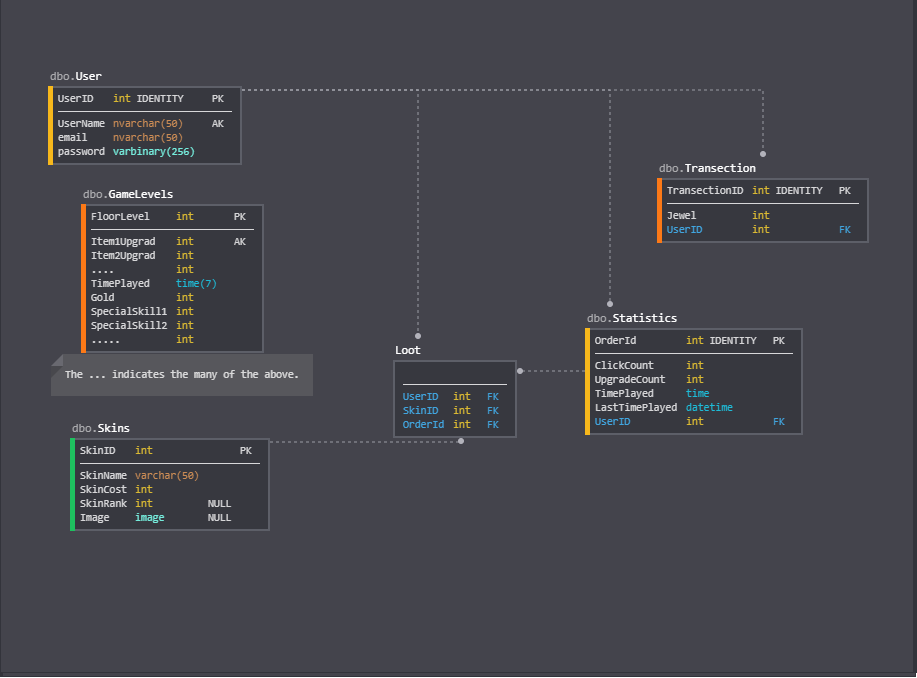 dbo.User
UserID int IDENTITY PK
UserName nvarchar(50) AK
email nvarchar(50)
password varbinary(256)
dbo.Transection
TransectionID int IDENTITY PK
Jewel int
UserID int FK
dbo.GameLevels
FloorLevel int PK
Item1Upgrad int AK
Item2Upgrad int
.... int
TimePlayed time(7)
Gold int
SpecialSkill1 int
SpecialSkill2 int
..... int
The ... indicates the many of the above.
dbo.Statistics
OrderId int IDENTITY PK
ClickCount int
UpgradeCount int
TimePlayed time
LastTimePlayed datetime
UserID int FK
Loot
UserID int FK
SkinID int FK
OrderId int FK
dbo.Skins
SkinID int PK
SkinName varchar(50)
SkinCost int
SkinRank int NULL
Image image NULL